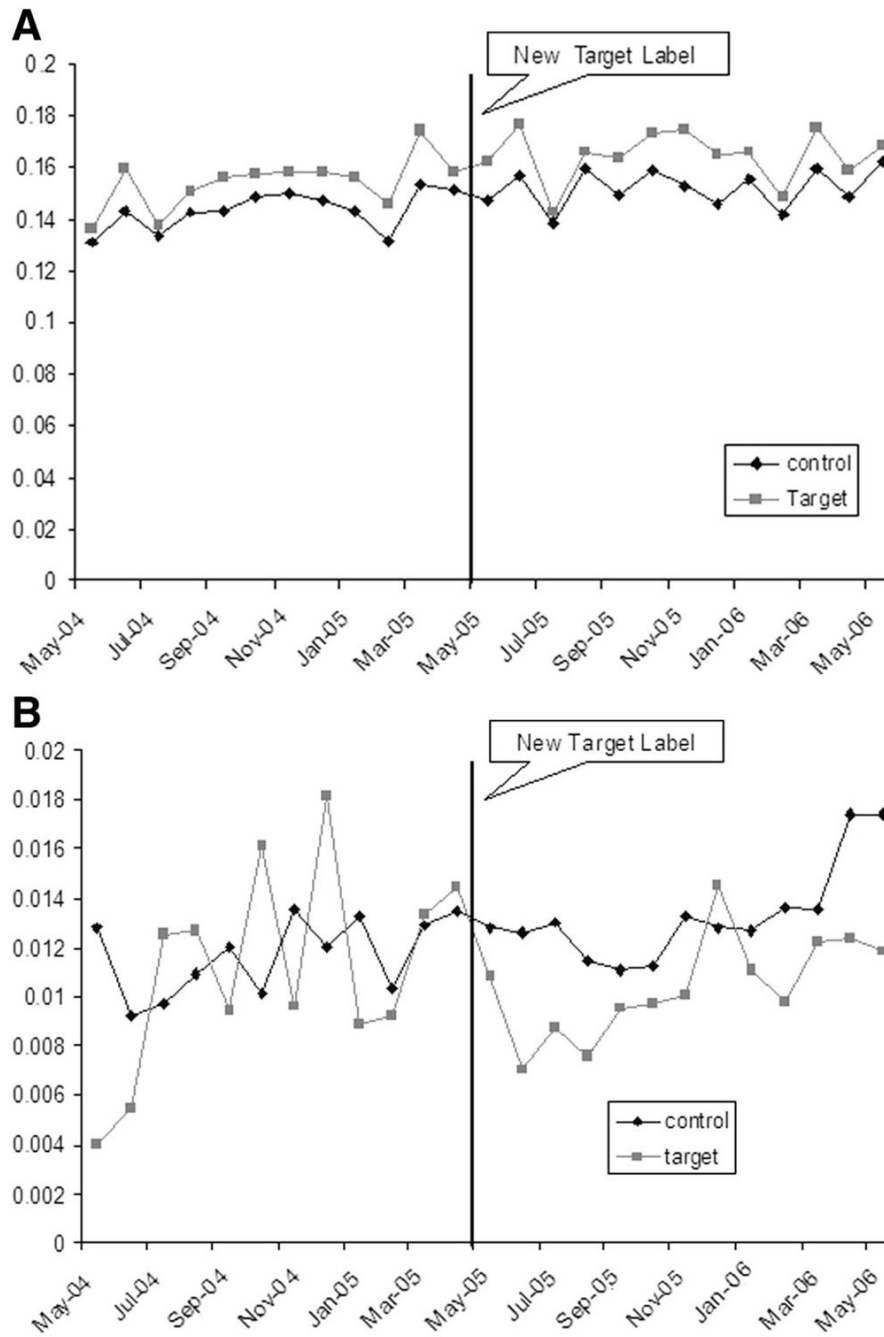 A
New Target Label
0.2
0.18
0.16
0.14
0.12
0.1
0.08
0.06
0.04
0.02
0
control
Target
May-04
Jul-04
Sep-04
Nov-04
Jan-05
Mar-05
May-05
Jul-05
Sep-05
Nov-05
Jan-06
Mar-06
May-06
B
New Target Label
0.02
0.018
0.016
0.014
0.012
0.01
0.008
0.006
0.004
0.002
0
control
target
May-04
Jul-04
Sep-04
Nov-04
Jan-05
Mar-05
May-05
Jul-05
Sep-05
Nov-05
Jan-06
Mar-06
May-06